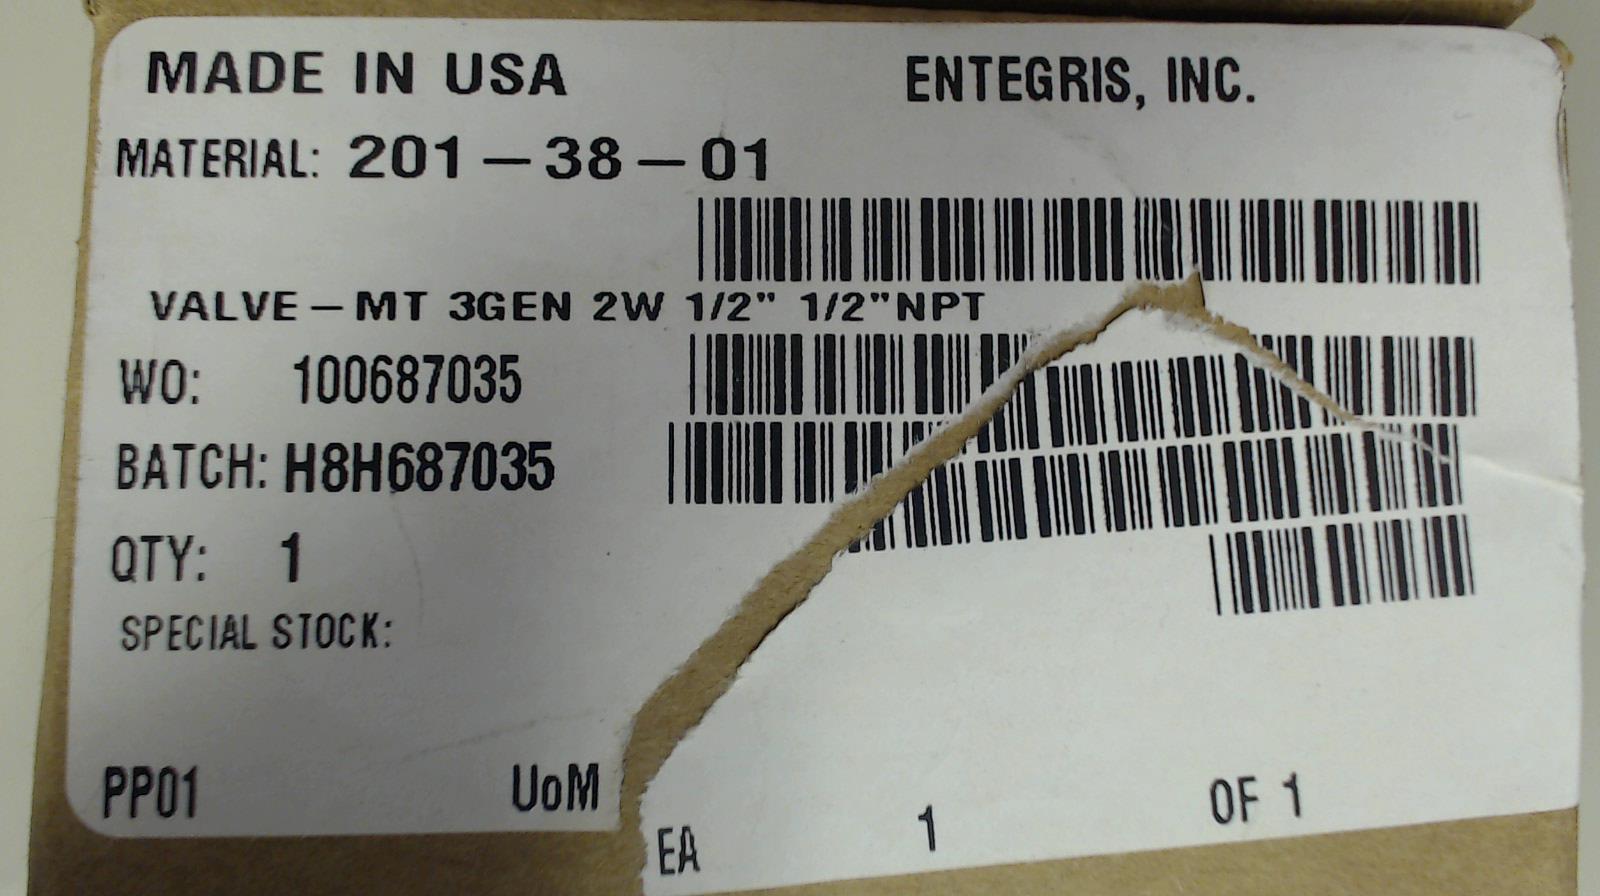 MADE IN USA ENTEGRIS, INC.
MATERIAL: 201-38-01
VALVE-MT 3GEN 2W 1/2" 1/2"NPT
WO: 100687035
BATCH: H8H687035
QTY: 1
SPECIAL STOCK:
PP01 UoM EA 1 OF 1